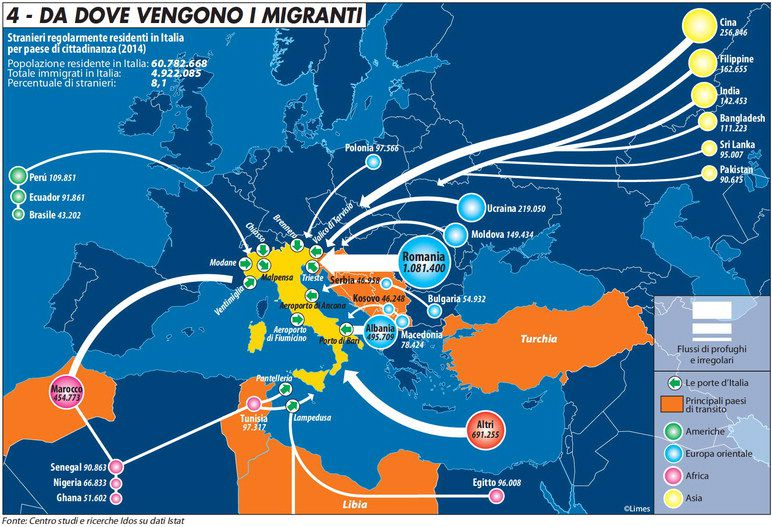 4 - DA DOVE VENGONO I MIGRANTI
Stranieri regolarmente residenti in Italia
per paese di cittadinanza (2014)
Popolazione residente in Italia: 60.782.668
Totale immigrati in Italia: 4.922.085
Percentuale di stranieri: 8,1
Cina
256.846
Filippine
162.655
India
142.453
Bangladesh
111.223
Sri Lanka
95.007
Pakistan
90.615
Polonia 97.566
Perú 109.851
Ecuador 91.861
Brasile 43.202
Ucraina 219.050
Moldova 149.434
Romania
1.081.400
Chiasso
Brennero
Valico di Tarvisio
Modane
Malpensa
Trieste
Ventimiglia
Serbia 46.958
Kosovo 46.248
Bulgaria 54.932
Aeroporto di Ancona
Albania
495.709
Macedonia
78.424
Aeroporto
di Fiumicino
Porto di Bari
Turchia
Flussi di profughi
e irregolari
Le porte d'Italia
Principali paesi
di transito
Americhe
Europa orientale
Africa
Asia
Marocco
454.773
Pantelleria
Tunisia
97.317
Lampedusa
Altri
691.255
Senegal 90.863
Nigeria 66.833
Ghana 51.602
Egitto 96.008
Libia
©Limes
Fonte: Centro studi e ricerche Idos su dati Istat